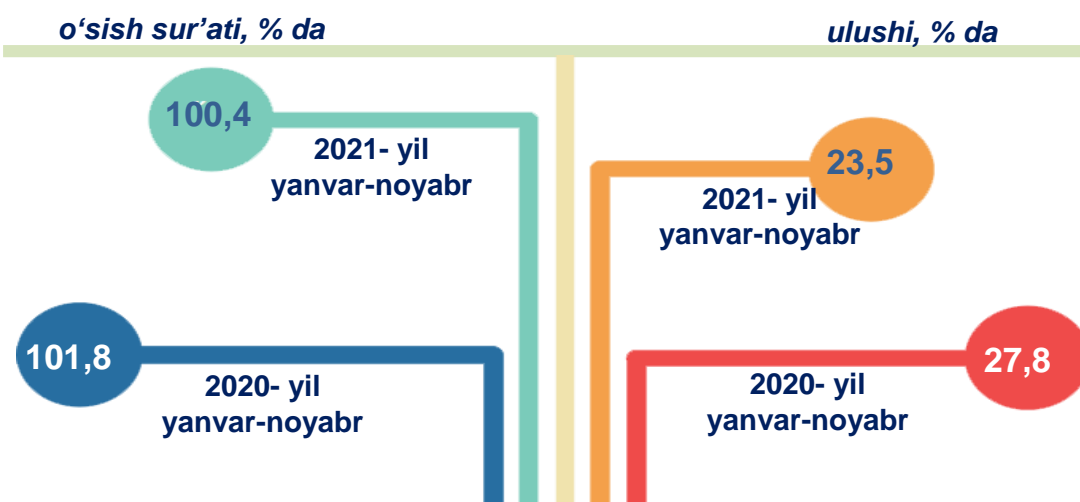 o‘sish sur’ati, % da
ulushi, % da
100,4
2021- yil
yanvar-noyabr
23,5
2021- yil
yanvar-noyabr
101,8
2020- yil
yanvar-noyabr
27,8
2020- yil
yanvar-noyabr